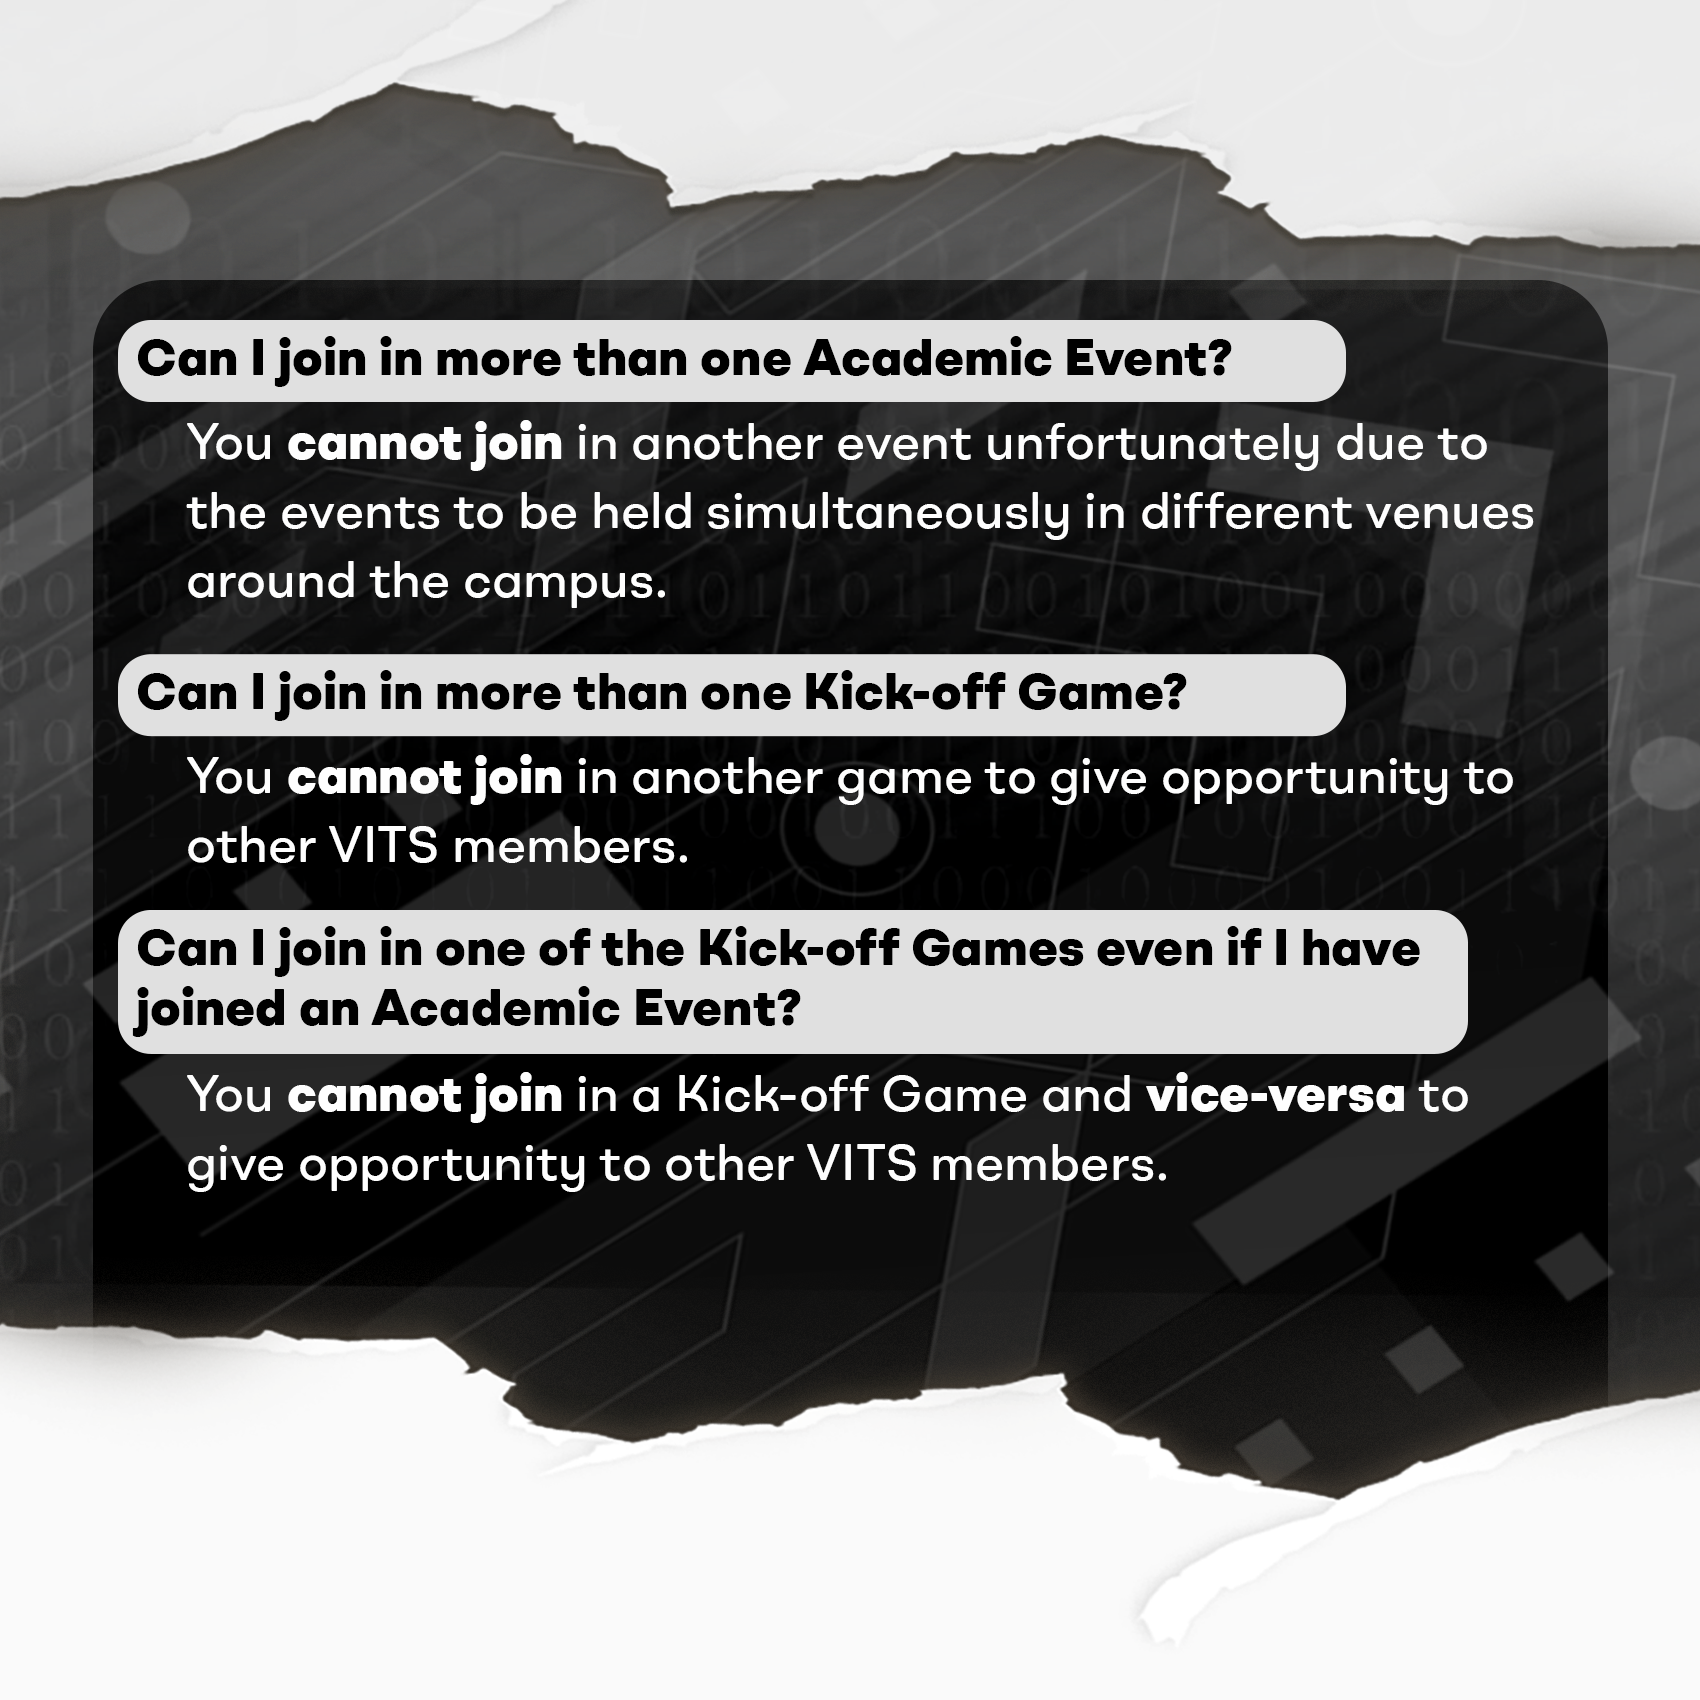 Can I join in more than one Academic Event?
You cannot join in another event unfortunately due to
the events to be held simultaneously in different venues
around the campus.
Can I join in more than one Kick-off Game?
You cannot join in another game to give opportunity to
other VITS members.
Can I join in one of the Kick-off Games even if I have
joined an Academic Event?
You cannot join in a Kick-off Game and vice-versa to
give opportunity to other VITS members.